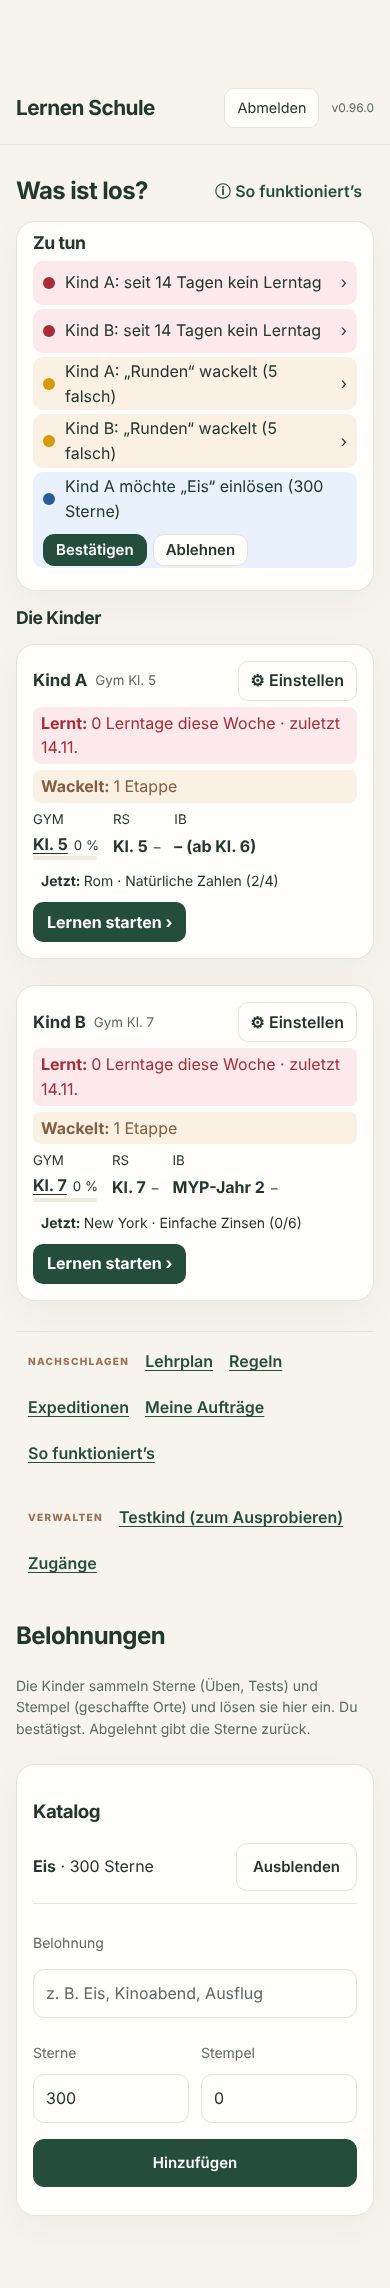 Lernen Schule
Abmelden
v0.96.0
Was ist los?
ⓘ So funktioniert’s
Zu tun
Kind A: seit 14 Tagen kein Lerntag ›
Kind B: seit 14 Tagen kein Lerntag ›
Kind A: „Runden“ wackelt (5
falsch) ›
Kind B: „Runden“ wackelt (5
falsch) ›
Kind A möchte „Eis“ einlösen (300
Sterne)
Bestätigen
Ablehnen
Die Kinder
Kind A Gym Kl. 5
⚙ Einstellen
Lernt: 0 Lerntage diese Woche · zuletzt
14.11.
Wackelt: 1 Etappe
GYM RS IB
Kl. 5 0 % Kl. 5 – – (ab Kl. 6)
Jetzt: Rom · Natürliche Zahlen (2/4)
Lernen starten ›
Kind B Gym Kl. 7
⚙ Einstellen
Lernt: 0 Lerntage diese Woche · zuletzt
14.11.
Wackelt: 1 Etappe
GYM RS IB
Kl. 7 0 % Kl. 7 – MYP-Jahr 2 –
Jetzt: New York · Einfache Zinsen (0/6)
Lernen starten ›
NACHSCHLAGEN Lehrplan Regeln
Expeditionen Meine Aufträge
So funktioniert’s
VERWALTEN Testkind (zum Ausprobieren)
Zugänge
Belohnungen
Die Kinder sammeln Sterne (Üben, Tests) und
Stempel (geschaffte Orte) und lösen sie hier ein. Du
bestätigst. Abgelehnt gibt die Sterne zurück.
Katalog
Eis · 300 Sterne
Ausblenden
Belohnung
z. B. Eis, Kinoabend, Ausflug
Sterne Stempel
300 0
Hinzufügen